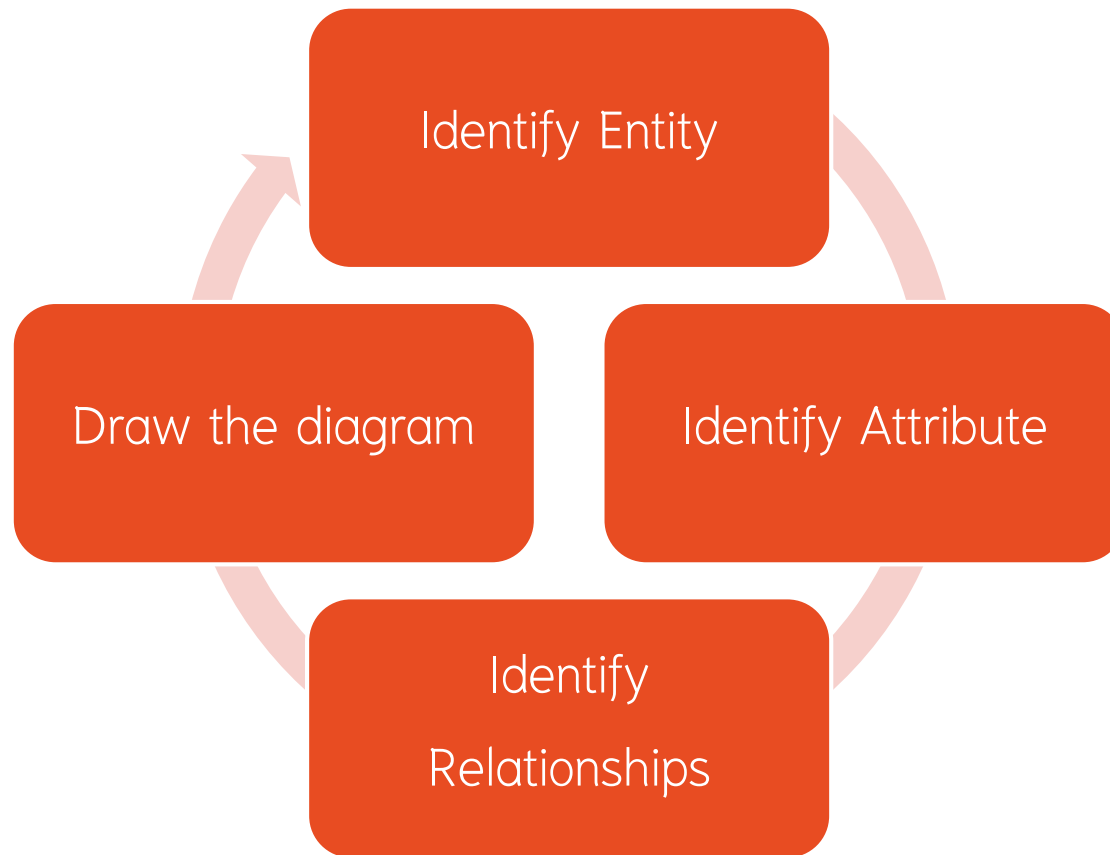 Identify Entity
Identify Attribute
Identify
Relationships
Draw the diagram